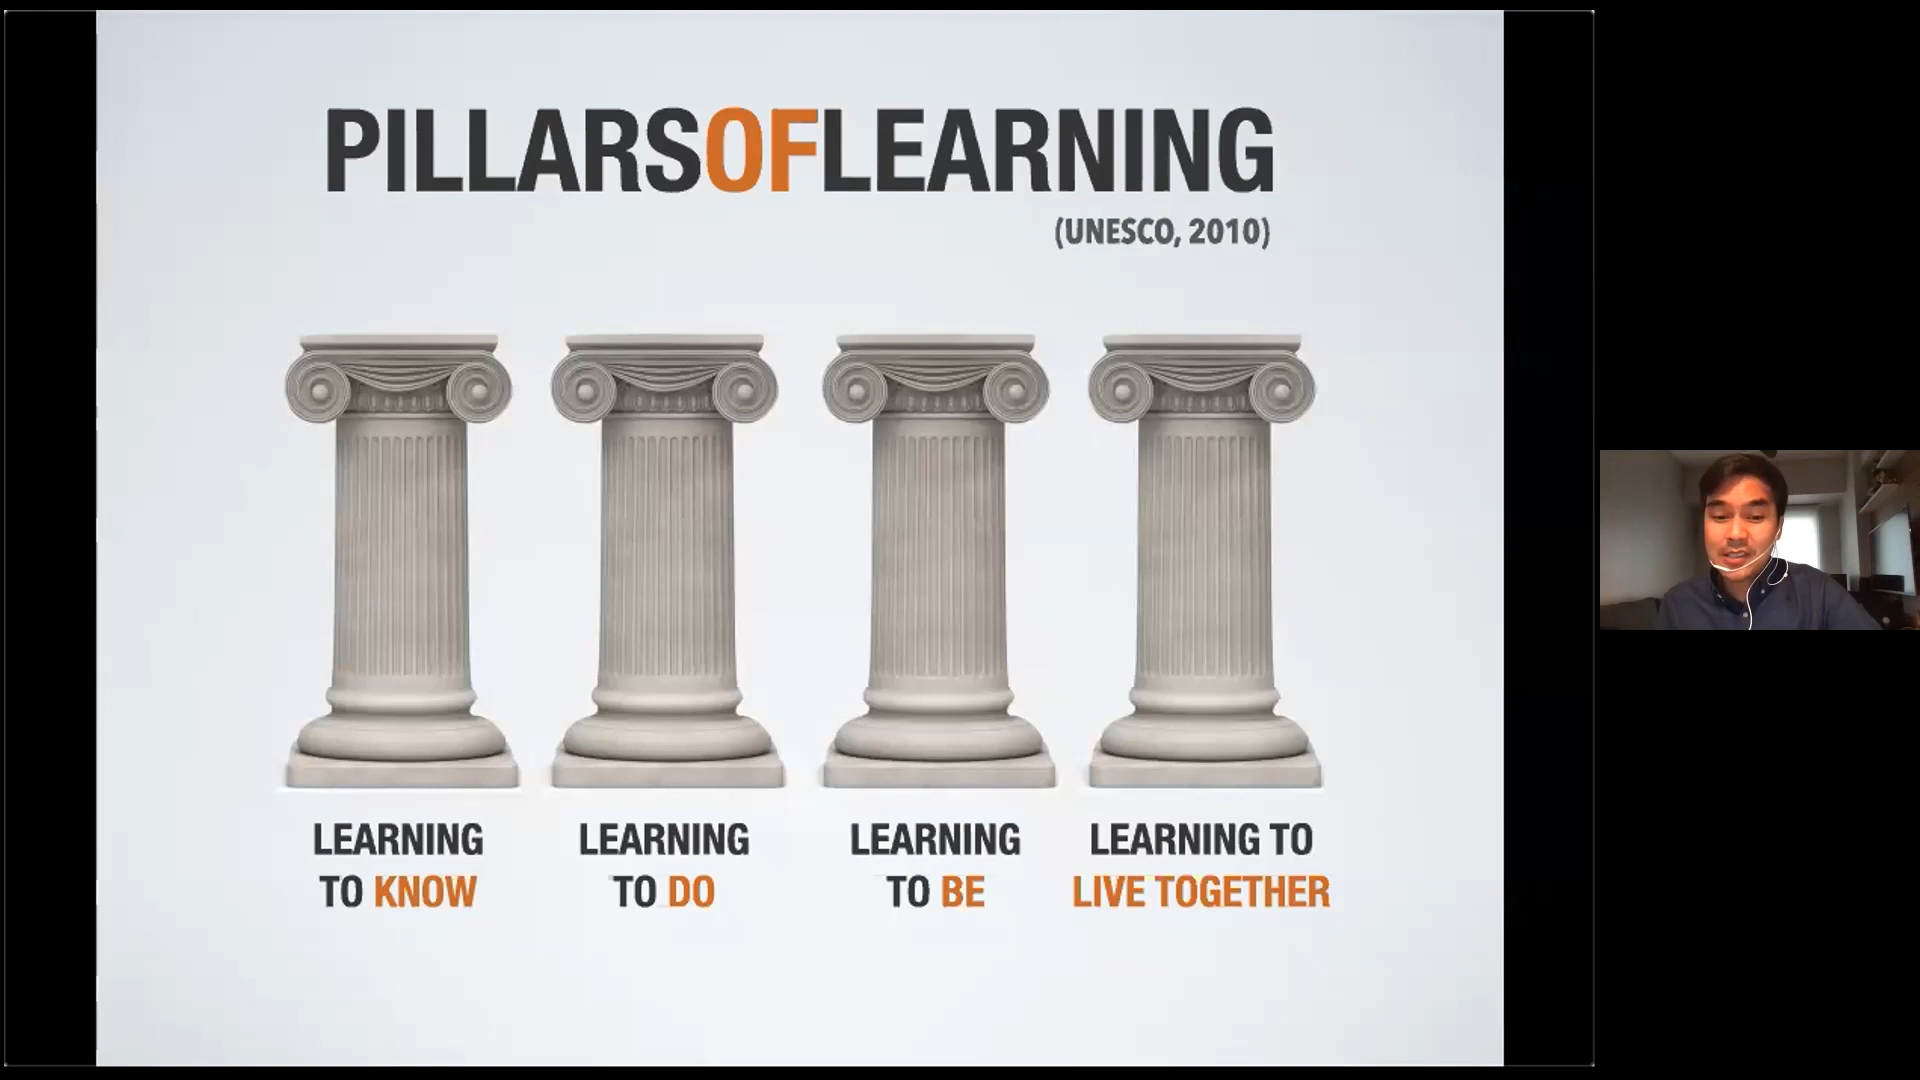 PILLARSOFLEARNING
(UNESCO, 2010)
LEARNING
TO KNOW
LEARNING
TO DO
LEARNING
TO BE
LEARNING TO
LIVE TOGETHER